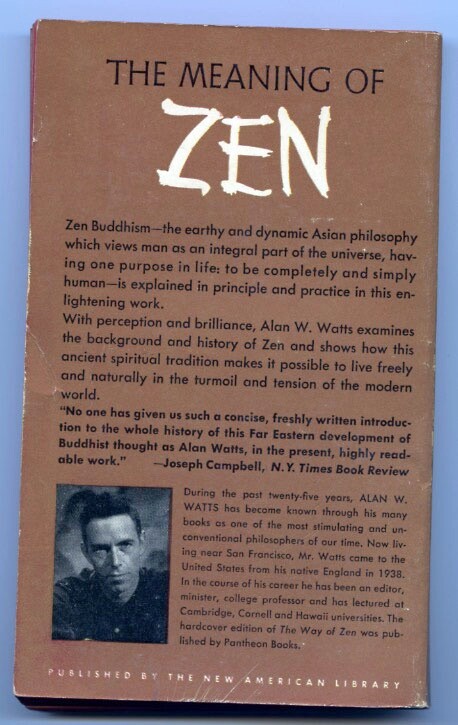 THE MEANING OF
ZEN
Zen Buddhism—the earthy and dynamic Asian philosophy
which views man as an integral part of the universe, hav-
ing one purpose in life: to be completely and simply
human—is explained in principle and practice in this en-
lightening work.
With perception and brilliance, Alan W. Watts examines
the background and history of Zen and shows how this
ancient spiritual tradition makes it possible to live freely
and naturally in the turmoil and tension of the modern
world.
"No one has given us such a concise, freshly written introduc-
tion to the whole history of this Far Eastern development of
Buddhist thought as Alan Watts, in the present, highly read-
able work." —Joseph Campbell, N.Y. Times Book Review
During the past twenty-five years, ALAN W.
WATTS has become known through his many
books as one of the most stimulating and un-
conventional philosophers of our time. Now liv-
ing near San Francisco, Mr. Watts came to the
United States from his native England in 1938.
In the course of his career he has been an editor,
minister, college professor and has lectured at
Cambridge, Cornell and Hawaii universities. The
hardcover edition of The Way of Zen was pub-
lished by Pantheon Books.
PUBLISHED BY THE NEW AMERICAN LIBRARY